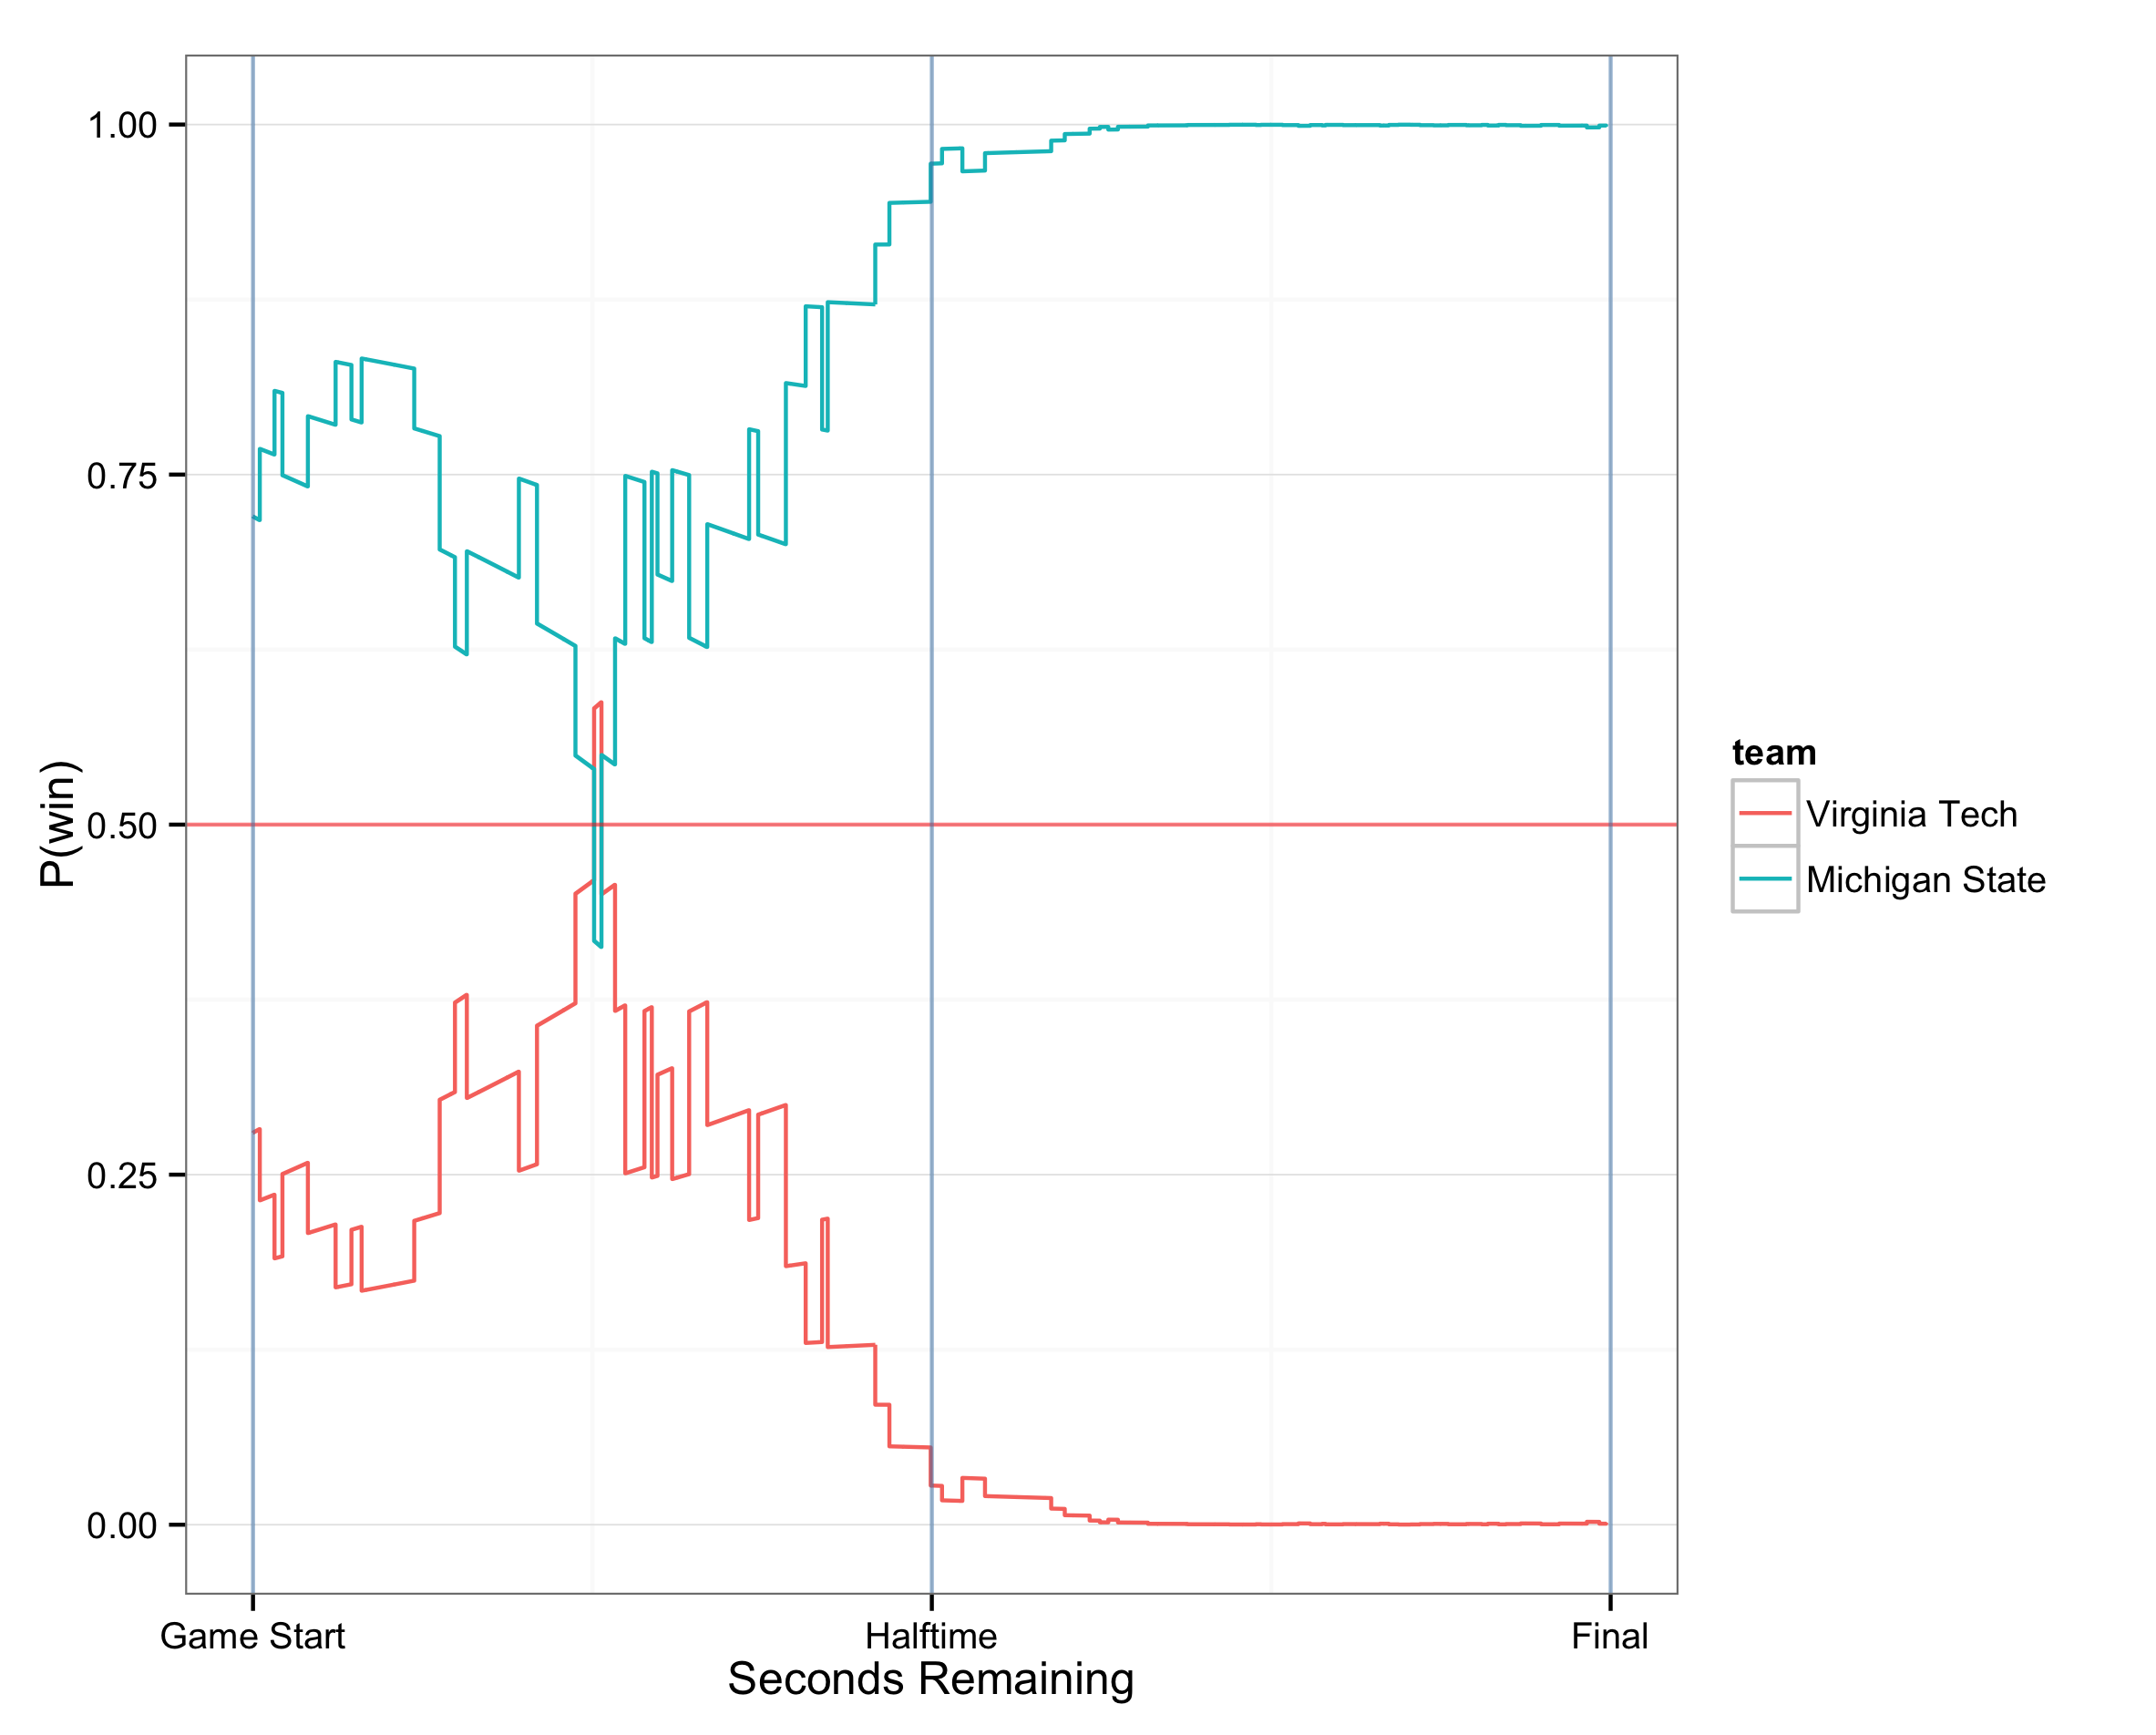 P(win)
1.00
0.75
0.50
0.25
0.00
Game Start
Halftime
Final
Seconds Remaining
team
Virginia Tech
Michigan State